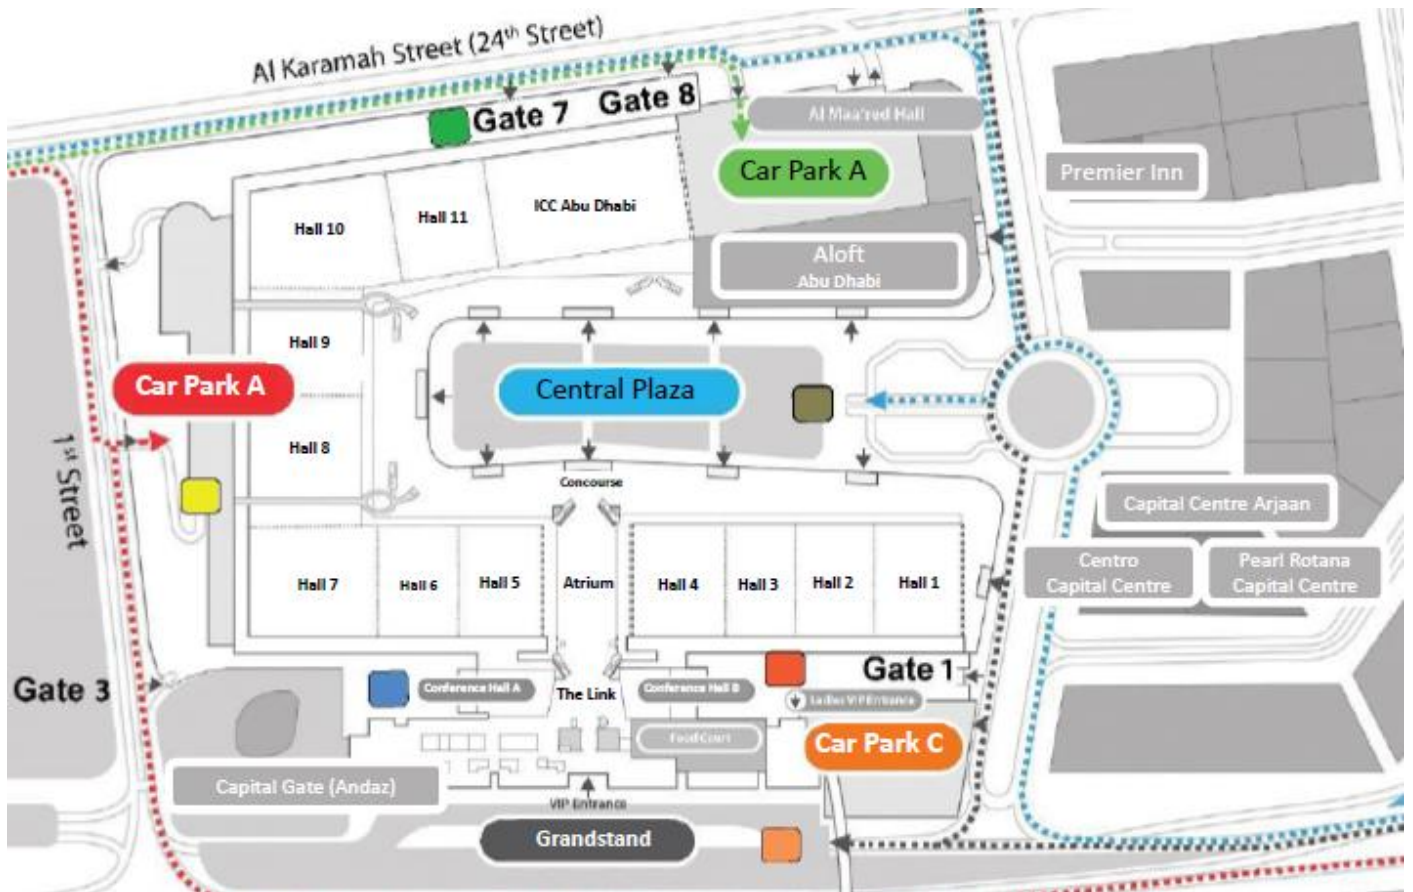 Al Karamah Street (24th Street)
Gate 7
Gate 8
Al Maa'red Hall
Car Park A
Premier Inn
ICC Abu Dhabi
Hall 11
Hall 10
Aloft
Abu Dhabi
Hall 9
Car Park A
Central Plaza
Hall 8
1st Street
Concourse
Capital Centre Arjaan
Centro
Capital Centre
Pearl Rotana
Capital Centre
Hall 7
Hall 6
Hall 5
Atrium
Hall 4
Hall 3
Hall 2
Hall 1
Gate 3
Conference Hall A
The Link
Conference Hall B
Gate 1
Ladies VIP Entrance
Food Court
Car Park C
Capital Gate (Andaz)
VIP Entrance
Grandstand